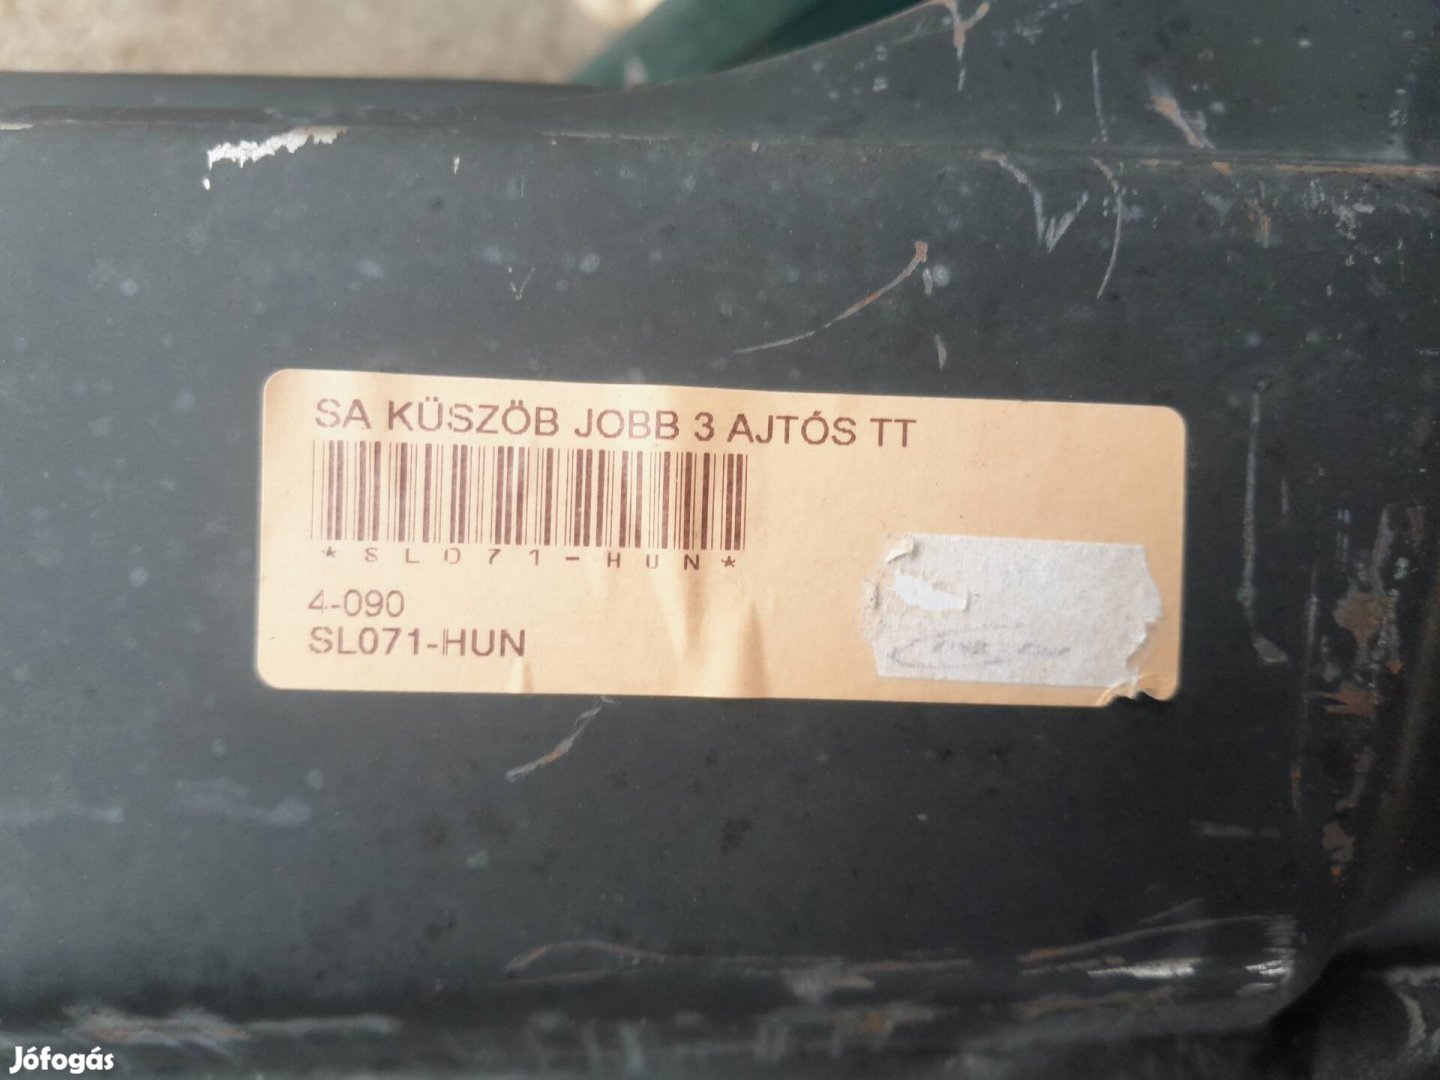 SA KÜSZÖB JOBB 3 AJTÓS TT
*SL071-HUN*
4-090
SL071-HUN
Jófogás